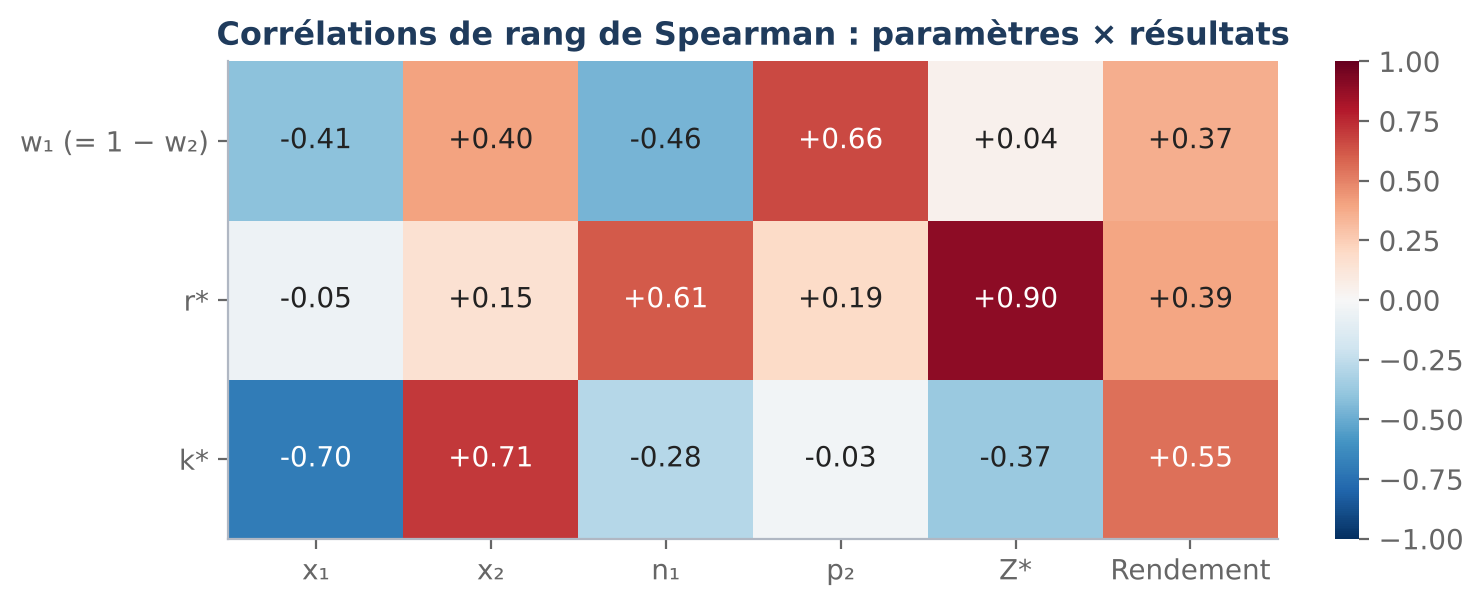 Corrélations de rang de Spearman : paramètres × résultats
w₁ (= 1 − w₂) -0.41 +0.40 -0.46 +0.66 +0.04 +0.37
r* -0.05 +0.15 +0.61 +0.19 +0.90 +0.39
k* -0.70 +0.71 -0.28 -0.03 -0.37 +0.55
x₁ x₂ n₁ p₂ Z* Rendement
1.00
0.75
0.50
0.25
0.00
−0.25
−0.50
−0.75
−1.00